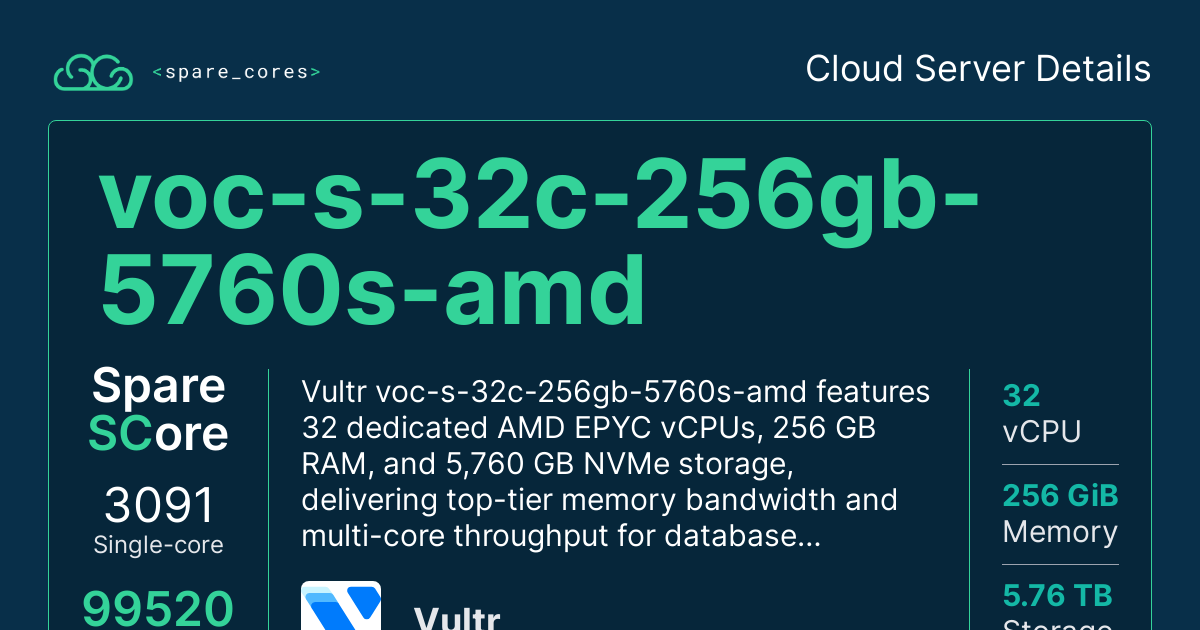 <spare_cores>
Cloud Server Details
voc-s-32c-256gb-
5760s-amd
Spare
SCore
3091
Single-core
99520
Vultr voc-s-32c-256gb-5760s-amd features
32 dedicated AMD EPYC vCPUs, 256 GB
RAM, and 5,760 GB NVMe storage,
delivering top-tier memory bandwidth and
multi-core throughput for database...
Vultr
32
vCPU
256 GiB
Memory
5.76 TB
Storage